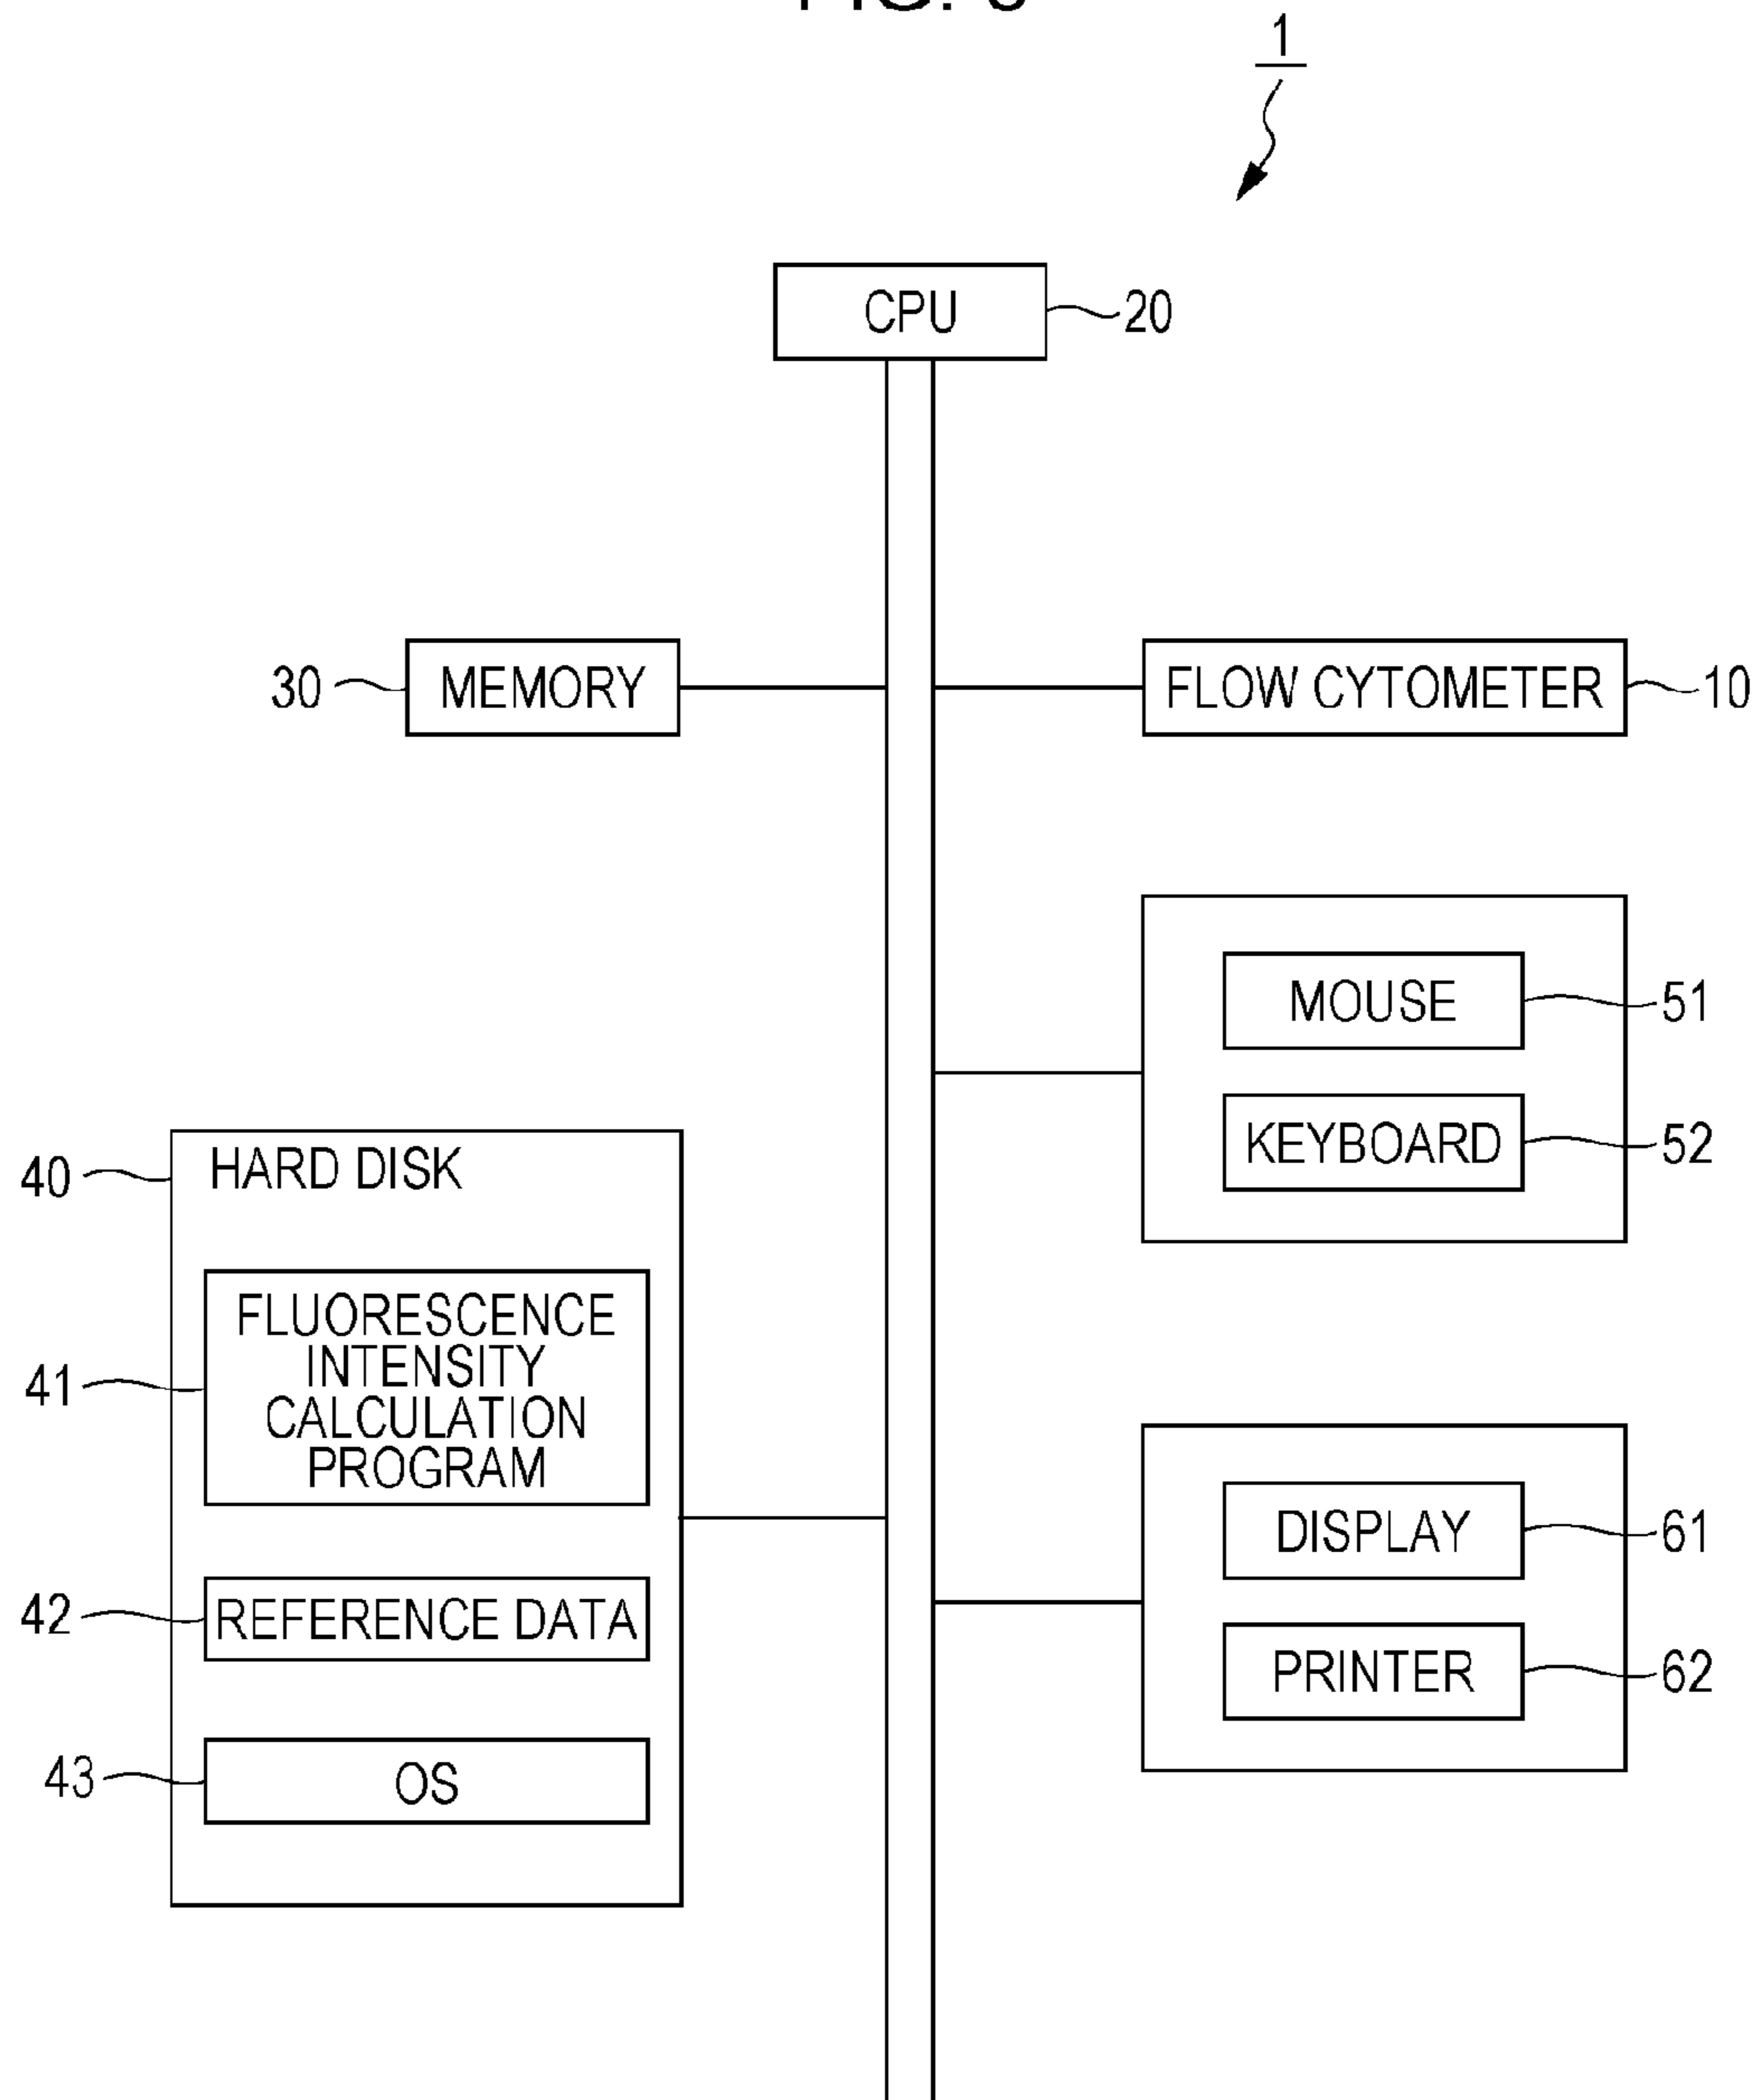 FIG.
1
CPU
20
30
MEMORY
FLOW CYTOMETER
10
MOUSE
51
KEYBOARD
52
40
HARD DISK
41
FLUORESCENCE
INTENSITY
CALCULATION
PROGRAM
42
REFERENCE DATA
43
OS
DISPLAY
61
PRINTER
62